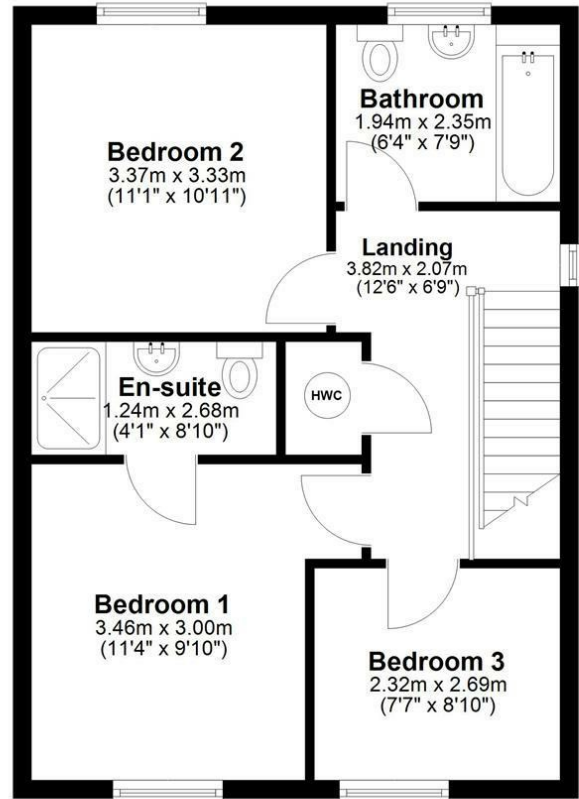 Bedroom 2
3.37m x 3.33m
(11'1" x 10'11")
Bathroom
1.94m x 2.35m
(6'4" x 7'9")
Landing
3.82m x 2.07m
(12'6" x 6'9")
En-suite
1.24m x 2.68m
(4'1" x 8'10")
HWC
Bedroom 1
3.46m x 3.00m
(11'4" x 9'10")
Bedroom 3
2.32m x 2.69m
(7'7" x 8'10")